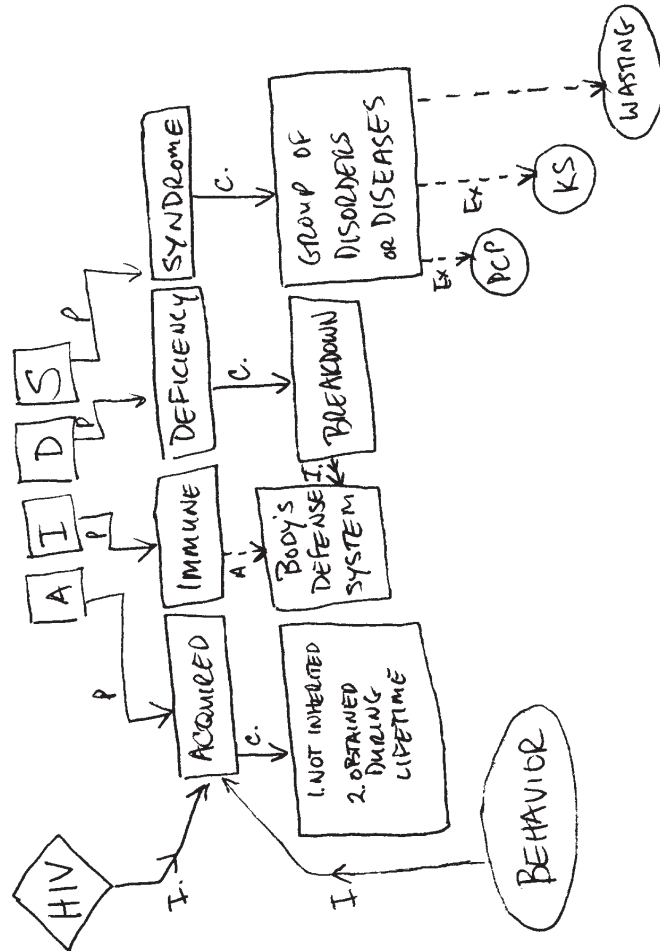 A
I
D
S
P
P
P
P
HIV
I.
ACQUIRED
IMMUNE
DEFICIENCY
SYNDROME
C.
A
C.
C.
1. NOT INHERITED
2. OBTAINED
DURING
LIFETIME
BODY'S
DEFENSE
SYSTEM
I.
BREAKDOWN
GROUP OF
DISORDERS
OR DISEASES
I.
BEHAVIOR
Ex
Ex.
PCP
KS
WASTING